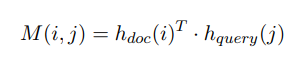 M(i, j) = h_{doc}(i)^T · h_{query}(j)